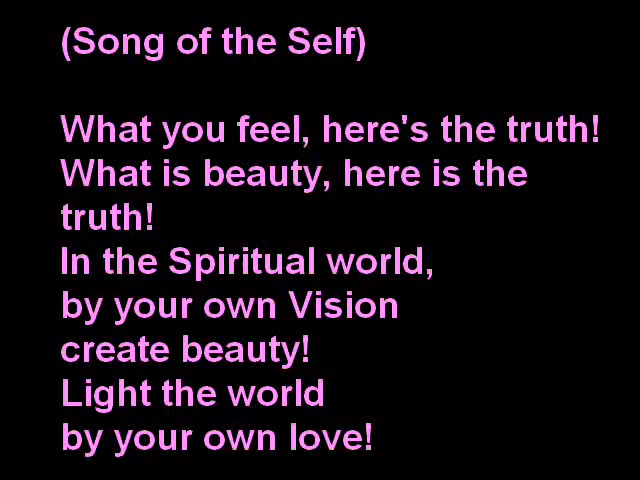 (Song of the Self)
What you feel, here's the truth!
What is beauty, here is the
truth!
In the Spiritual world,
by your own Vision
create beauty!
Light the world
by your own love!